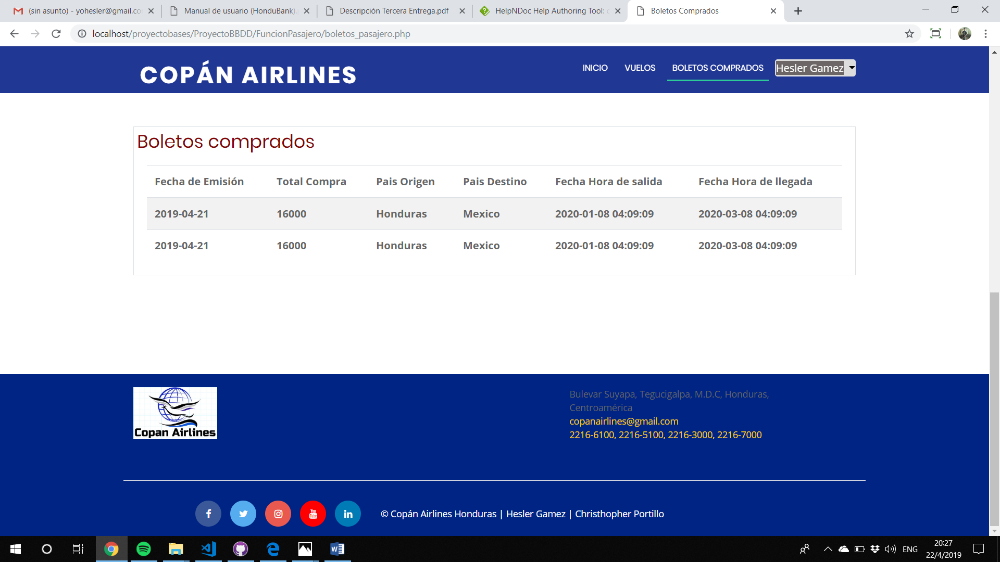 (sin asunto) - yohesler@gmail.co
Manual de usuario (HonduBank).
Descripción Tercera Entrega.pdf
HelpNDoc Help Authoring Tool: c
Boletos Comprados
localhost/proyectobases/ProyectoBBDD/FuncionPasajero/boletos_pasajero.php
COPÁN AIRLINES
INICIO
VUELOS
BOLETOS COMPRADOS
Hesler Gamez
Boletos comprados
Fecha de Emisión Total Compra Pais Origen Pais Destino Fecha Hora de salida Fecha Hora de llegada
2019-04-21 16000 Honduras Mexico 2020-01-08 04:09:09 2020-03-08 04:09:09
2019-04-21 16000 Honduras Mexico 2020-01-08 04:09:09 2020-03-08 04:09:09
Copan Airlines
Bulevar Suyapa, Tegucigalpa, M.D.C, Honduras,
Centroamérica
copanairlines@gmail.com
2216-6100, 2216-5100, 2216-3000, 2216-7000
You
Tube
© Copán Airlines Honduras | Hesler Gamez | Christhopher Portillo
ENG
20:27
22/4/2019